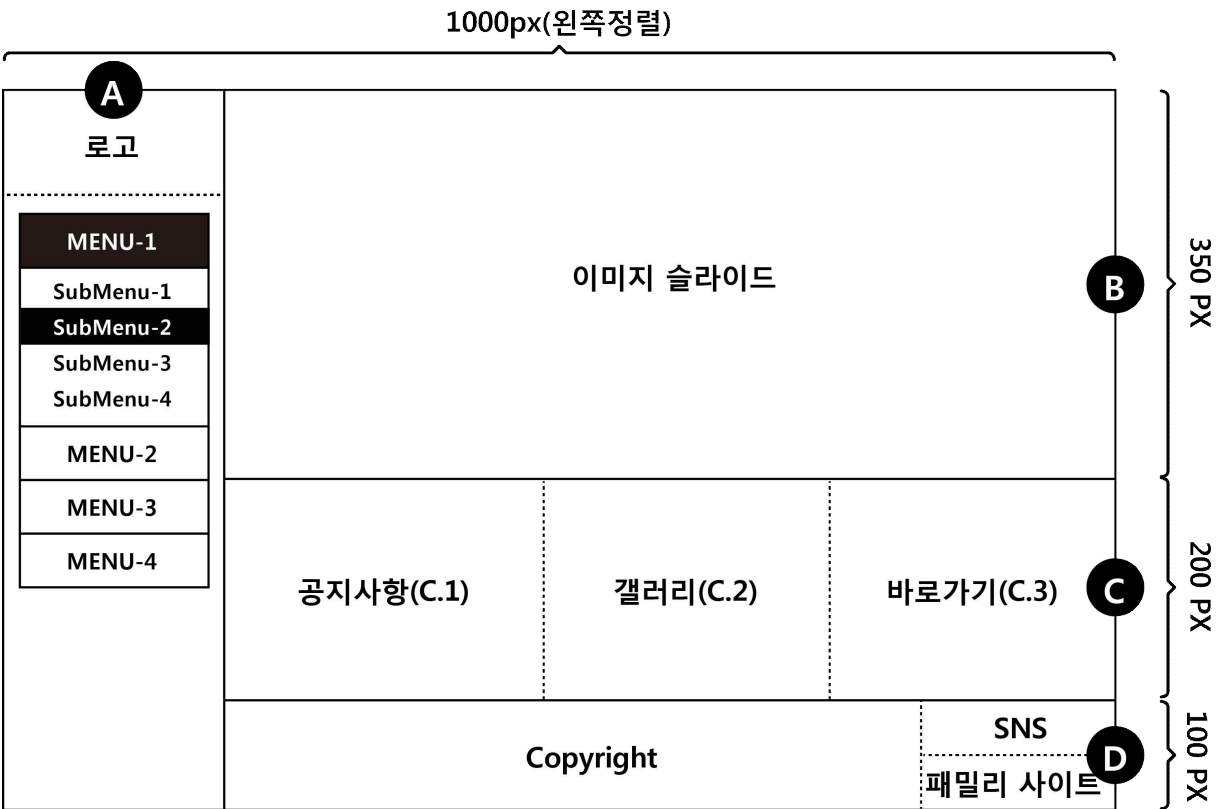 1000px(왼쪽정렬)
A
로고
MENU-1
SubMenu-1
SubMenu-2
SubMenu-3
SubMenu-4
MENU-2
MENU-3
MENU-4
이미지 슬라이드
B
350 PX
공지사항(C.1)
갤러리(C.2)
바로가기(C.3)
C
200 PX
Copyright
SNS
패밀리 사이트
D
100 PX